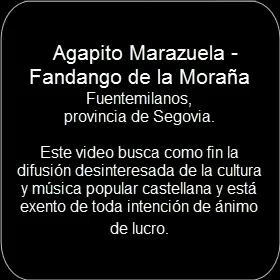 Agapito Marazuela -
Fandango de la Moraña
Fuentemilanos,
provincia de Segovia.
Este video busca como fin la
difusión desinteresada de la cultura
y música popular castellana y está
exento de toda intención de ánimo
de lucro.